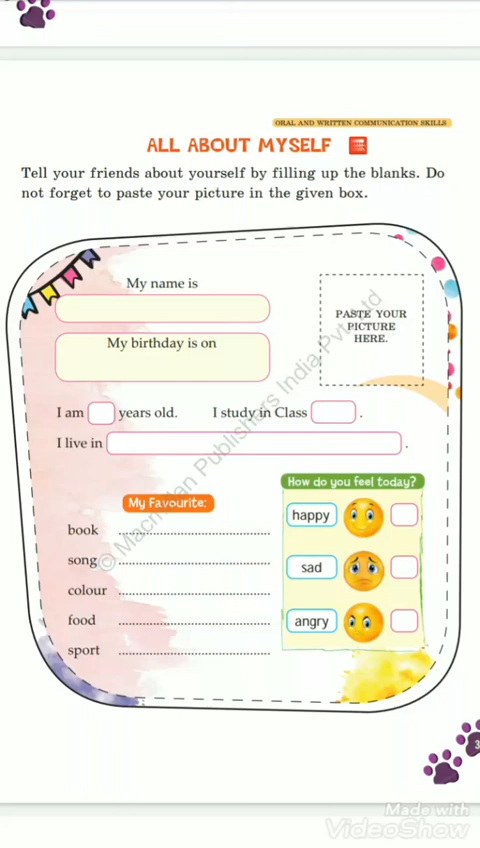 ORAL AND WRITTEN COMMUNICATION SKILLS
ALL ABOUT MYSELF
Tell your friends about yourself by filling up the blanks. Do
not forget to paste your picture in the given box.
My name is
PASTE YOUR
PICTURE
HERE.
My birthday is on
I am years old. I study in Class .
I live in .
My Favourite:
book
song
colour
food
sport
How do you feel today?
happy
sad
angry
© Macmillan Publishers India Pvt Ltd
3
Made with
VideoShow